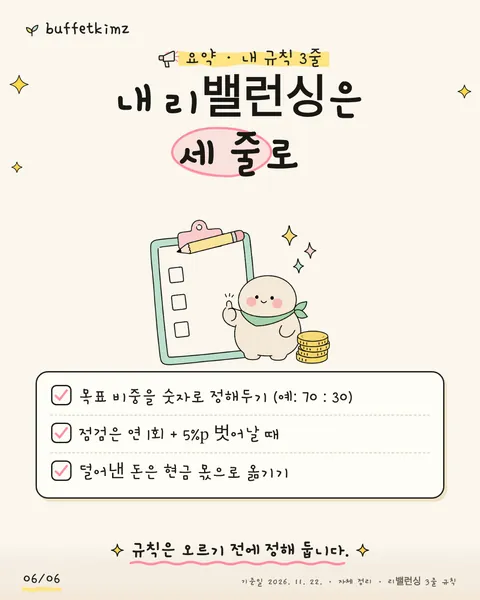 buffetkimz
요약 · 내 규칙 3줄
내 리밸런싱은
세 줄로
목표 비중을 숫자로 정해두기 (예: 70 : 30)
점검은 연 1회 + 5%p 벗어날 때
덜어낸 돈은 현금 몫으로 옮기기
규칙은 오르기 전에 정해 둡니다.
06/06
기준일 2026. 11. 22. · 자체 정리 · 리밸런싱 3줄 규칙